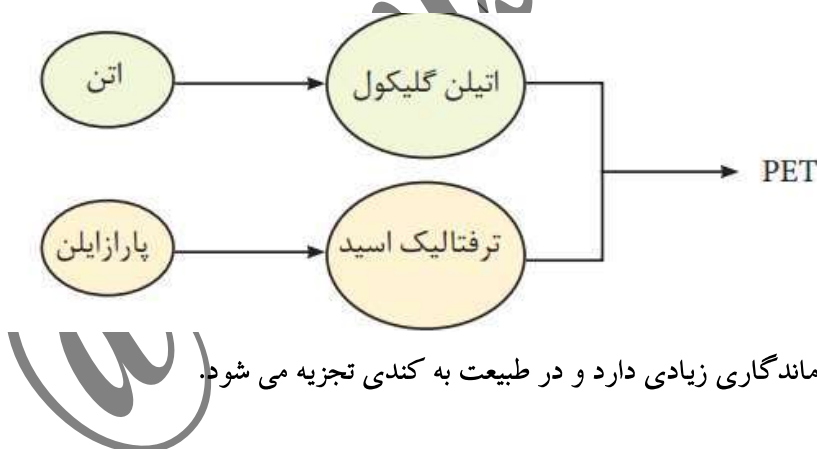 اتن
اتیلن گلیکول
PET
پارازایلن
ترفتالیک اسید
ماندگاری زیادی دارد و در طبیعت به کندی تجزیه می شود.